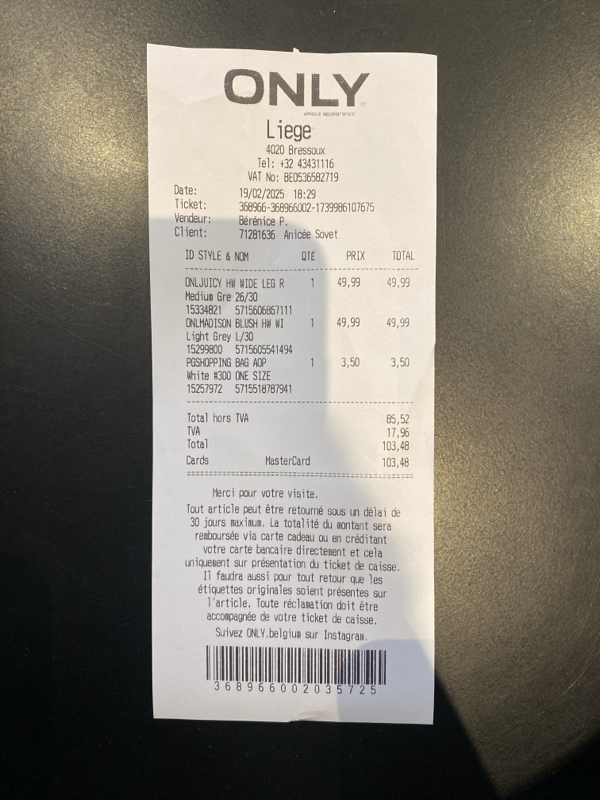 ONLY
unique appearance
Liege
4020 Bressoux
Tel: +32 43431116
VAT No: BE0536582719
Date: 19/02/2025 18:29
Ticket: 368966-368966002-1739986107675
Vendeur: Bérénice P.
Client: 71281636 Anicée Sovet
ID STYLE & NOM QTÉ PRIX TOTAL
ONLJUICY HW WIDE LEG R 1 49,99 49,99
Medium Gre 26/30
15334821 5715606867111
ONLMADISON BLUSH HW WI 1 49,99 49,99
Light Grey L/30
15299800 5715605541494
PGSHOPPING BAG AOP 1 3,50 3,50
White #300 ONE SIZE
15257972 5715518787941
Total hors TVA 85,52
TVA 17,96
Total 103,48
Cards MasterCard 103,48
Merci pour votre visite.
Tout article peut être retourné sous un délai de
30 jours maximum. La totalité du montant sera
remboursée via carte cadeau ou en créditant
votre carte bancaire directement et cela
uniquement sur présentation du ticket de caisse.
Il faudra aussi pour tout retour que les
étiquettes originales soient présentes sur
l'article. Toute réclamation doit être
accompagnée de votre ticket de caisse.
Suivez ONLY.belgium sur Instagram.
368966002035725